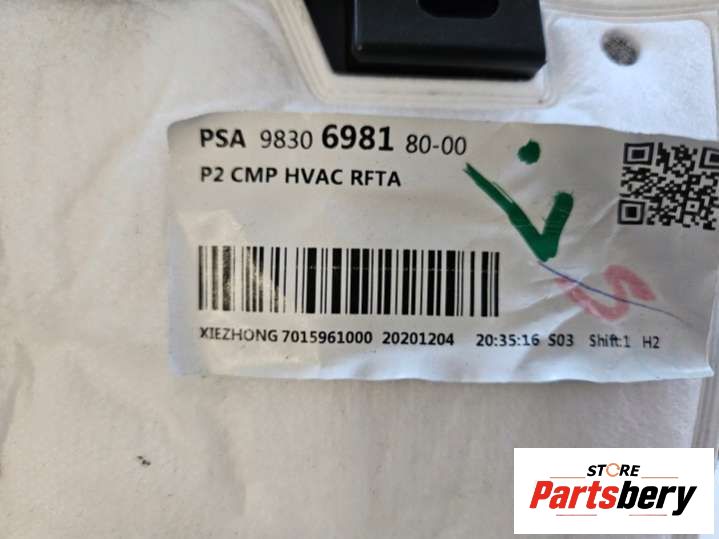 PSA 9830 6981 80-00
P2 CMP HVAC RFTA
XIEZHONG 7015961000 20201204 20:35:16 S03 Shift:1 H2
STORE
Partsbery